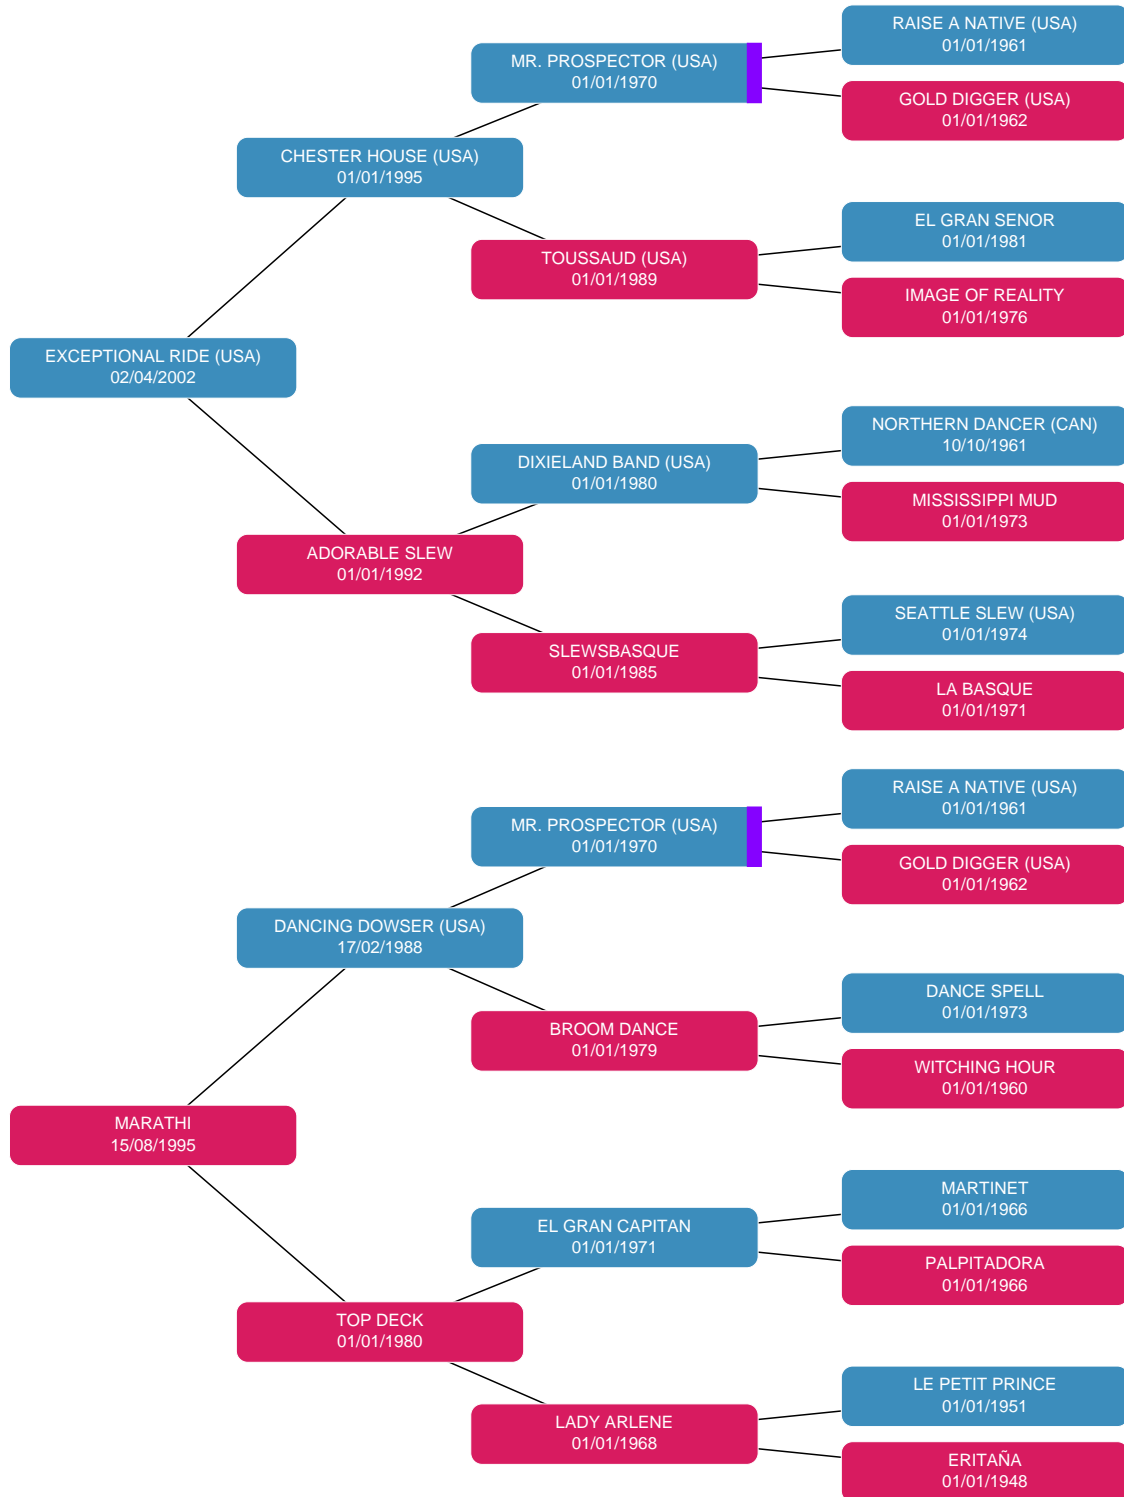 RAISE A NATIVE (USA)
01/01/1961
MR. PROSPECTOR (USA)
01/01/1970
GOLD DIGGER (USA)
01/01/1962
CHESTER HOUSE (USA)
01/01/1995
EL GRAN SENOR
01/01/1981
TOUSSAUD (USA)
01/01/1989
IMAGE OF REALITY
01/01/1976
EXCEPTIONAL RIDE (USA)
02/04/2002
NORTHERN DANCER (CAN)
10/10/1961
DIXIELAND BAND (USA)
01/01/1980
MISSISSIPPI MUD
01/01/1973
ADORABLE SLEW
01/01/1992
SEATTLE SLEW (USA)
01/01/1974
SLEWSBASQUE
01/01/1985
LA BASQUE
01/01/1971
RAISE A NATIVE (USA)
01/01/1961
MR. PROSPECTOR (USA)
01/01/1970
GOLD DIGGER (USA)
01/01/1962
DANCING DOWSER (USA)
17/02/1988
DANCE SPELL
01/01/1973
BROOM DANCE
01/01/1979
WITCHING HOUR
01/01/1960
MARATHI
15/08/1995
MARTINET
01/01/1966
EL GRAN CAPITAN
01/01/1971
PALPITADORA
01/01/1966
TOP DECK
01/01/1980
LE PETIT PRINCE
01/01/1951
LADY ARLENE
01/01/1968
ERITAÑA
01/01/1948